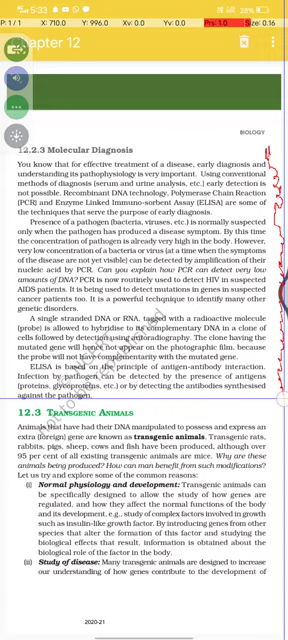 5:33
28%
P: 1 / 1
X: 710.0
Y: 996.0
Xv: 0.0
Yv: 0.0
Prs: 1.0
Size: 0.16
Chapter 12
BIOLOGY
12.2.3 Molecular Diagnosis
You know that for effective treatment of a disease, early diagnosis and
understanding its pathophysiology is very important. Using conventional
methods of diagnosis (serum and urine analysis, etc.) early detection is
not possible. Recombinant DNA technology, Polymerase Chain Reaction
(PCR) and Enzyme Linked Immuno-sorbent Assay (ELISA) are some of
the techniques that serve the purpose of early diagnosis.
Presence of a pathogen (bacteria, viruses, etc.) is normally suspected
only when the pathogen has produced a disease symptom. By this time
the concentration of pathogen is already very high in the body. However,
very low concentration of a bacteria or virus (at a time when the symptoms
of the disease are not yet visible) can be detected by amplification of their
nucleic acid by PCR. Can you explain how PCR can detect very low
amounts of DNA? PCR is now routinely used to detect HIV in suspected
AIDS patients. It is being used to detect mutations in genes in suspected
cancer patients too. It is a powerful techqnique to identify many other
genetic disorders.
A single stranded DNA or RNA, tagged with a radioactive molecule
(probe) is allowed to hybridise to its complementary DNA in a clone of
cells followed by detection using autoradiography. The clone having the
mutated gene will hence not appear on the photographic film, because
the probe will not have complementarity with the mutated gene.
ELISA is based on the principle of antigen-antibody interaction.
Infection by pathogen can be detected by the presence of antigens
(proteins, glycoproteins, etc.) or by detecting the antibodies synthesised
against the pathogen.
12.3 TRANSGENIC ANIMALS
Animals that have had their DNA manipulated to possess and express an
extra (foreign) gene are known as transgenic animals. Transgenic rats,
rabbits, pigs, sheep, cows and fish have been produced, although over
95 per cent of all existing transgenic animals are mice. Why are these
animals being produced? How can man benefit from such modifications?
Let us try and explore some of the common reasons:
(i) Normal physiology and development: Transgenic animals can
be specifically designed to allow the study of how genes are
regulated, and how they affect the normal functions of the body
and its development, e.g., study of complex factors involved in growth
such as insulin-like growth factor. By introducing genes from other
species that alter the formation of this factor and studying the
biological effects that result, information is obtained about the
biological role of the factor in the body.
(ii) Study of disease: Many transgenic animals are designed to increase
our understanding of how genes contribute to the development of
2020-21